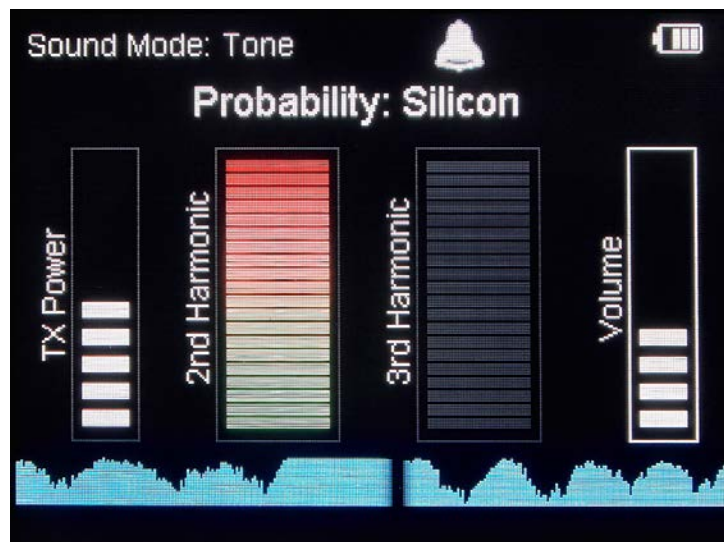 Sound Mode: Tone
Probability: Silicon
TX Power
2nd Harmonic
3rd Harmonic
Volume